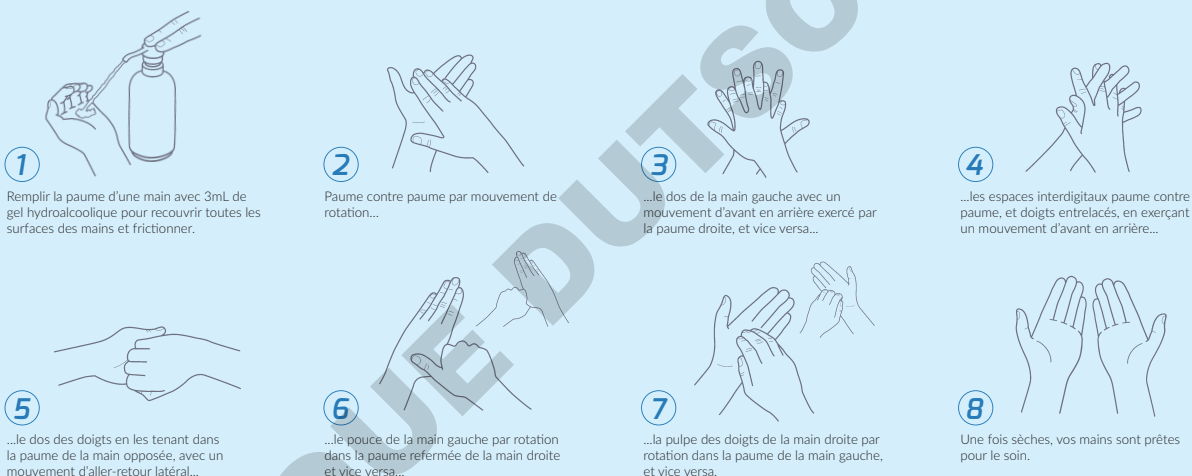 1
Remplir la paume d'une main avec 3mL de
gel hydroalcoolique pour recouvrir toutes les
surfaces des mains et frictionner.
2
Paume contre paume par mouvement de
rotation...
3
...le dos de la main gauche avec un
mouvement d'avant en arrière exercé par
la paume droite, et vice versa...
4
...les espaces interdigitaux paume contre
paume, et doigts entrelacés, en exerçant
un mouvement d'avant en arrière...
5
...le dos des doigts en les tenant dans
la paume de la main opposée, avec un
mouvement d'aller-retour latéral...
6
...le pouce de la main gauche par rotation
dans la paume refermée de la main droite
et vice versa...
7
...la pulpe des doigts de la main droite par
rotation dans la paume de la main gauche,
et vice versa.
8
Une fois sèches, vos mains sont prêtes
pour le soin.
UE DUTSO